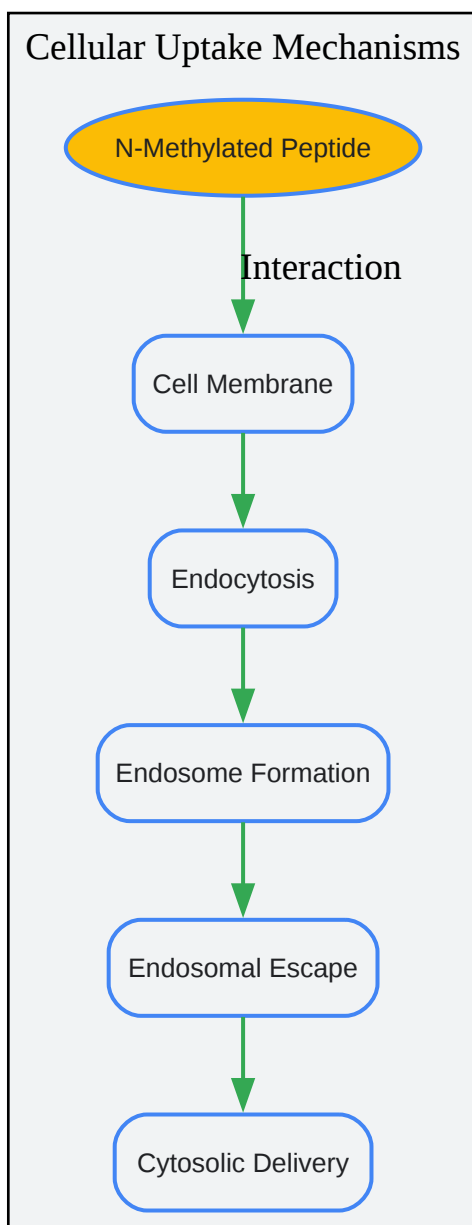 Cellular Uptake Mechanisms
N-Methylated Peptide
Interaction
Cell Membrane
Endocytosis
Endosome Formation
Endosomal Escape
Cytosolic Delivery